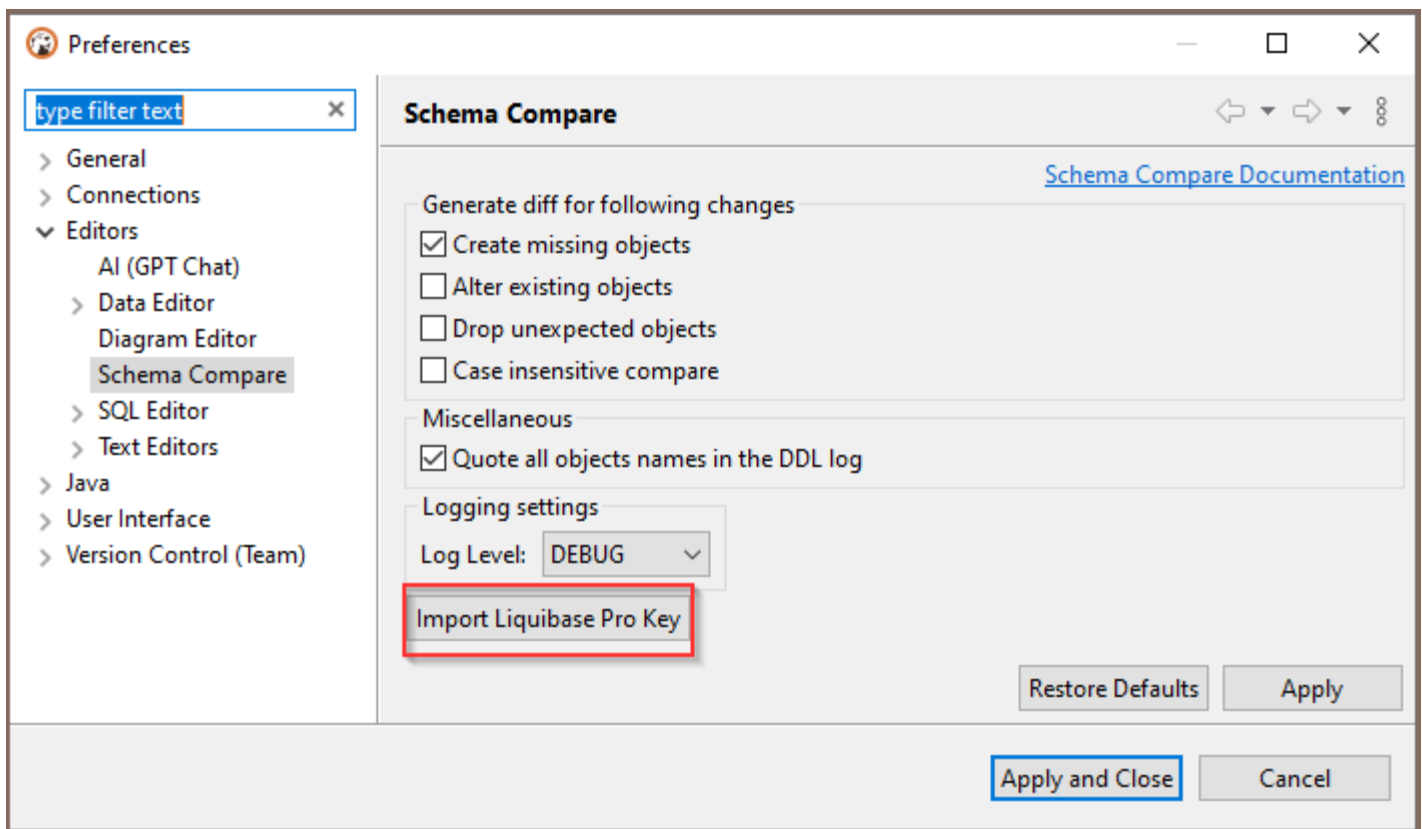 Preferences
type filter text
General
Connections
Editors
AI (GPT Chat)
Data Editor
Diagram Editor
Schema Compare
SQL Editor
Text Editors
Java
User Interface
Version Control (Team)
Schema Compare
Schema Compare Documentation
Generate diff for following changes
Create missing objects
Alter existing objects
Drop unexpected objects
Case insensitive compare
Miscellaneous
Quote all objects names in the DDL log
Logging settings
Log Level: DEBUG
Import Liquibase Pro Key
Restore Defaults Apply
Apply and Close Cancel